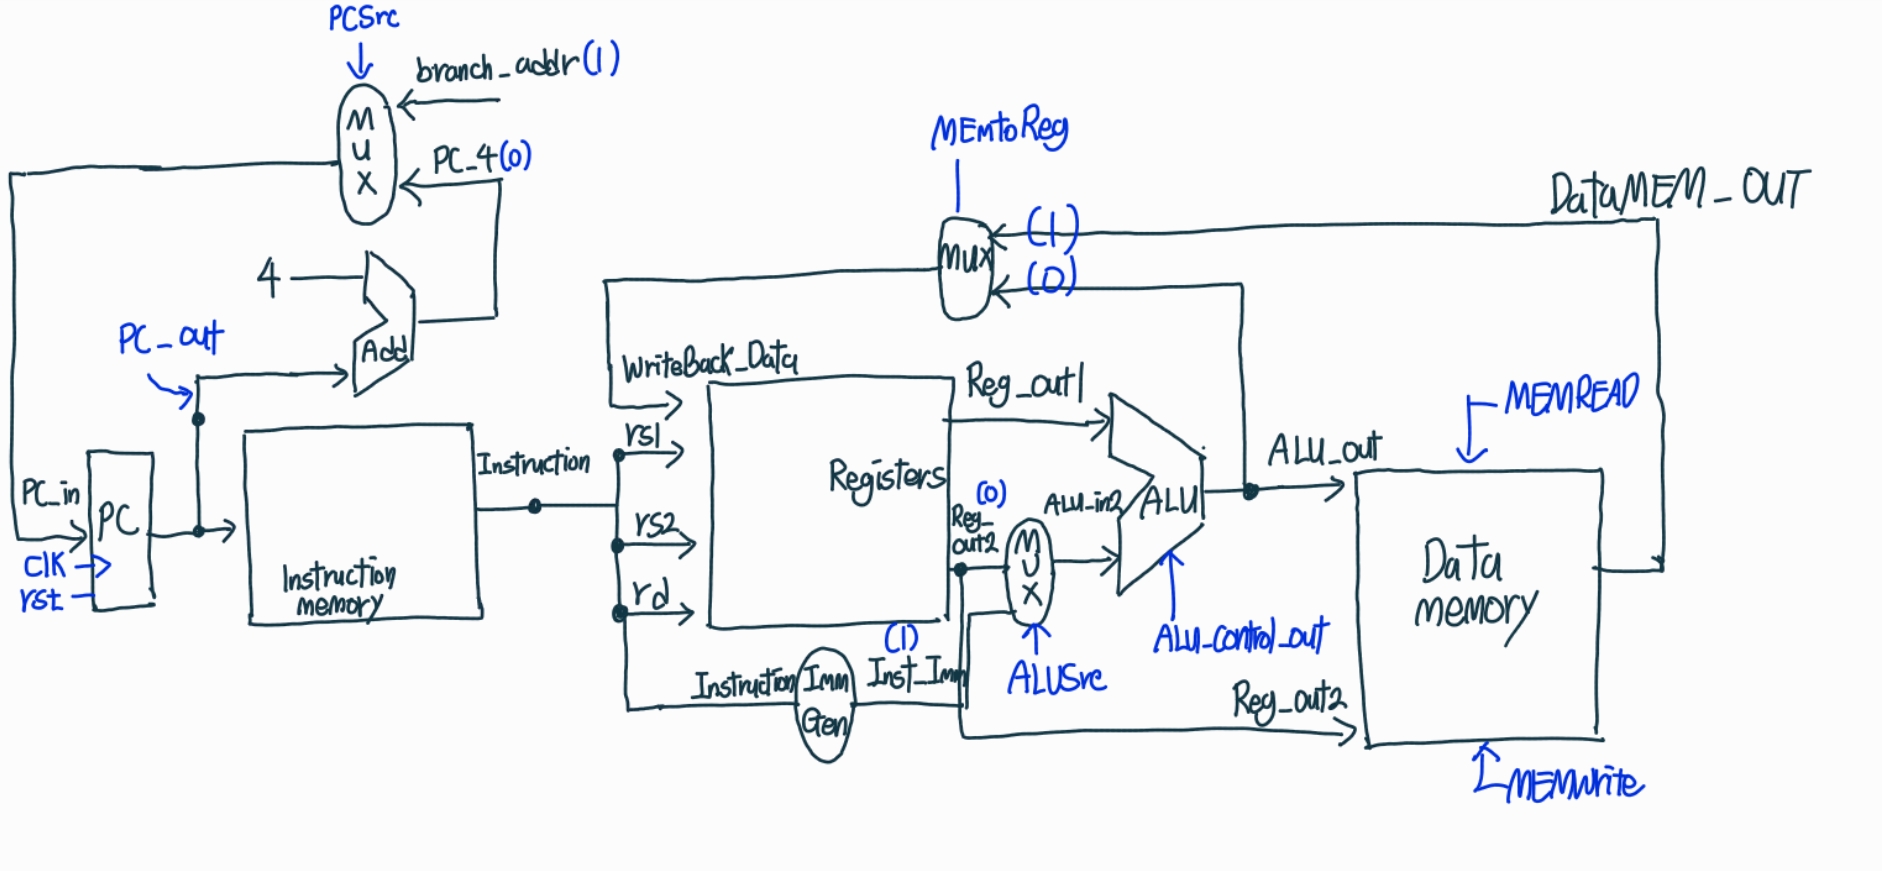 PCSrc
branch_addr(1)
Mux
PC_4(0)
4
Add
PC_out
PC_in
PC
clk
rst
Instruction
memory
Instruction
MEmtoReg
mux
(1)
(0)
DataMEM_OUT
WriteBack_Data
rs1
rs2
rd
Registers
Reg_out1
(0)
Reg_
out2
Mux
ALU_in2
ALU
ALU_out
MEMREAD
Data
memory
ALU_control_out
ALUSrc
Instruction
Imm
Gen
(1)
Inst_Imm
Reg_out2
MEMWrite